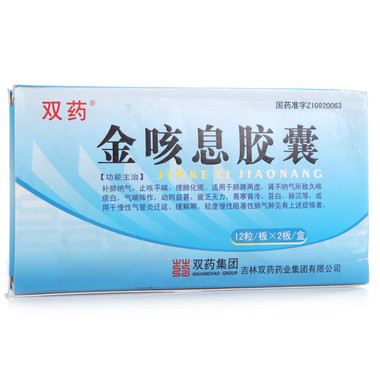 双药®
国药准字Z10920063
金咳息胶囊
JIN KE XI JIAONANG
【功能主治】
补肺纳气,止咳平喘,理肺化痰。适用于肺脾两虚,肾不纳气所致久咳
痰白,气喘阵作,动则益甚,疲乏无力,畏寒背冷,苔白,脉沉等,或
用于慢性气管炎迁延、缓解期,轻度慢性阻塞性肺气肿见有上述症候者。
12粒/板×2板/盒
双药集团
SHUANGYAO GROUP
吉林双药药业集团有限公司